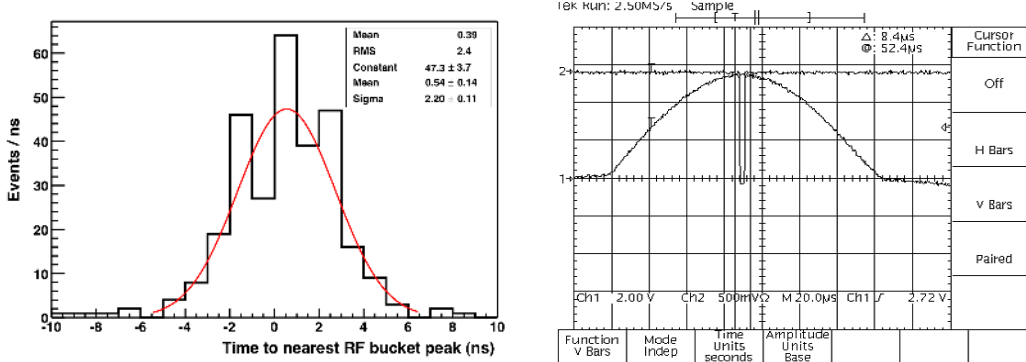 Mean 0.39
RMS 2.4
Constant 47.3 ± 3.7
Mean 0.54 ± 0.14
Sigma 2.20 ± 0.11
Events / ns
60
50
40
30
20
10
0
-10 -8 -6 -4 -2 0 2 4 6 8 10
Time to nearest RF bucket peak (ns)
Tek Run: 2.50MS/s Sample
[ T ]
Δ: 8.4µs
@: 52.4µs
2
T
1
Ch1 2.00 V Ch2 500mVΩ M 20.0µs Ch1 2.72 V
Cursor
Function
Off
H Bars
V Bars
Paired
Function
V Bars
Mode
Indep
Time
Units
seconds
Amplitude
Units
Base